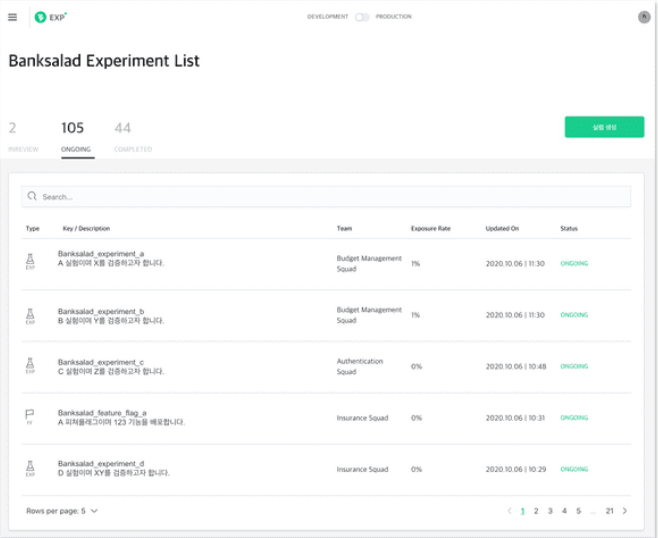 EXP
DEVELOPMENT PRODUCTION
Banksalad Experiment List
2 105 44
INREVIEW ONGOING COMPLETED
실험 생성
Search...
Type Key / Description Team Exposure Rate Updated On Status
EXP
Banksalad_experiment_a
A 실험이며 X를 검증하고자 합니다.
Budget Management
Squad
1% 2020.10.06 | 11:30 ONGOING
EXP
Banksalad_experiment_b
B 실험이며 Y를 검증하고자 합니다.
Budget Management
Squad
1% 2020.10.06 | 11:30 ONGOING
EXP
Banksalad_experiment_c
C 실험이며 Z를 검증하고자 합니다.
Authentication
Squad
0% 2020.10.06 | 10:48 ONGOING
FF
Banksalad_feature_flag_a
A 피쳐플래그이며 123 기능을 배포합니다.
Insurance Squad 0% 2020.10.06 | 10:31 ONGOING
EXP
Banksalad_experiment_d
D 실험이며 XY를 검증하고자 합니다.
Insurance Squad 0% 2020.10.06 | 10:29 ONGOING
Rows per page: 5 1 2 3 4 5 ... 21